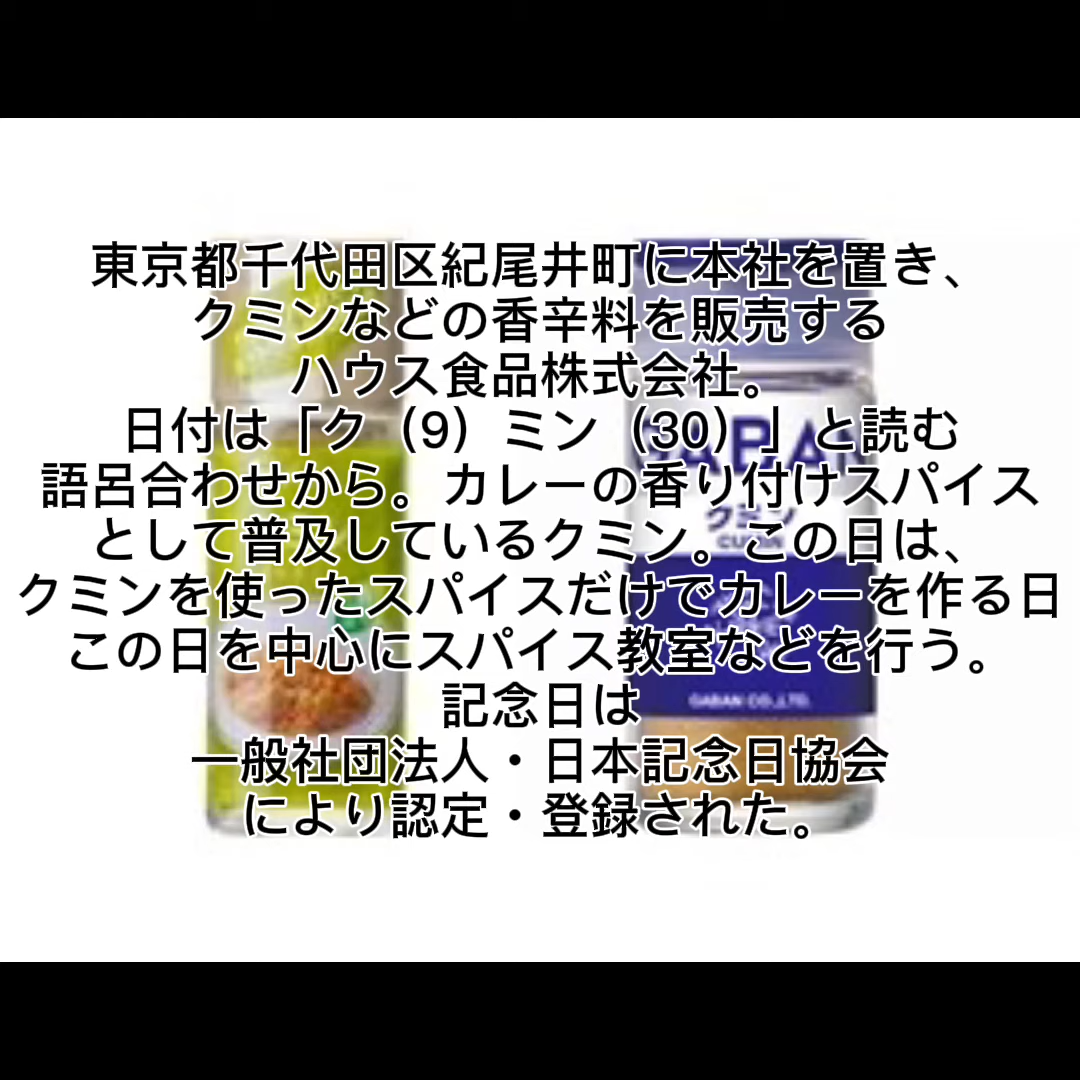 東京都千代田区紀尾井町に本社を置き、
クミンなどの香辛料を販売する
ハウス食品株式会社。
日付は「ク（9）ミン（30）」と読む
語呂合わせから。カレーの香り付けスパイス
として普及しているクミン。この日は、
クミンを使ったスパイスだけでカレーを作る日
この日を中心にスパイス教室などを行う。
記念日は
一般社団法人・日本記念日協会
により認定・登録された。
GABAN
クミン
CUMIN
GABAN CO.,LTD.